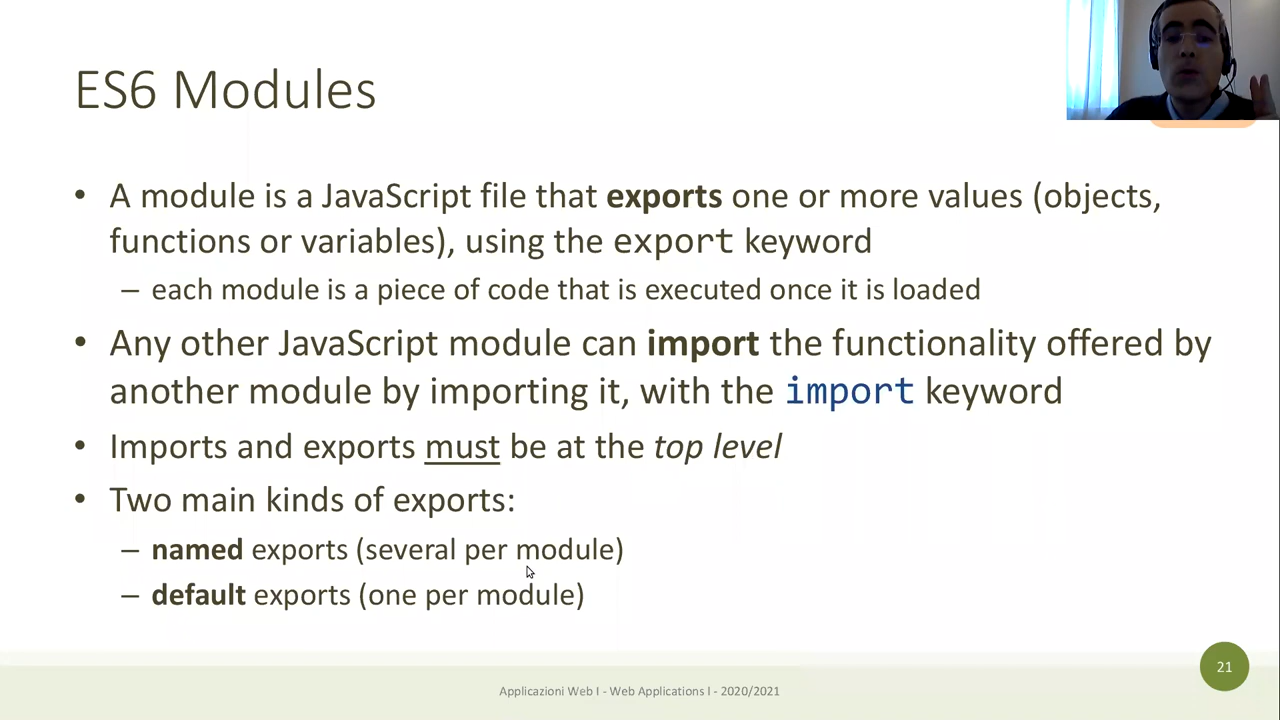 ES6 Modules
• A module is a JavaScript file that exports one or more values (objects,
functions or variables), using the export keyword
– each module is a piece of code that is executed once it is loaded
• Any other JavaScript module can import the functionality offered by
another module by importing it, with the import keyword
• Imports and exports must be at the top level
• Two main kinds of exports:
– named exports (several per module)
– default exports (one per module)
21
Applicazioni Web I - Web Applications I - 2020/2021